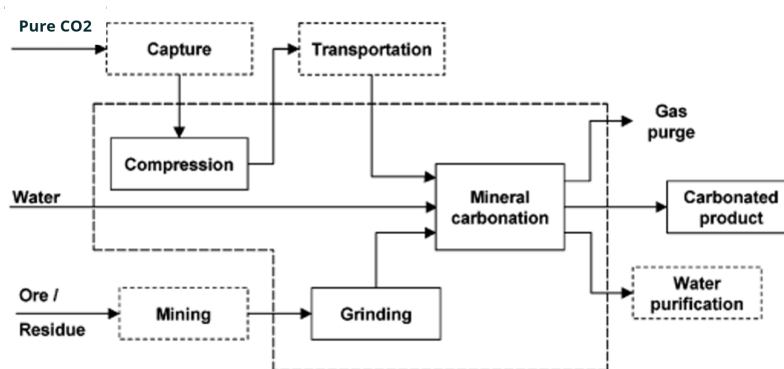 Pure CO2
Capture
Transportation
Gas
purge
Compression
Water
Mineral
carbonation
Carbonated
product
Ore /
Residue
Mining
Grinding
Water
purification